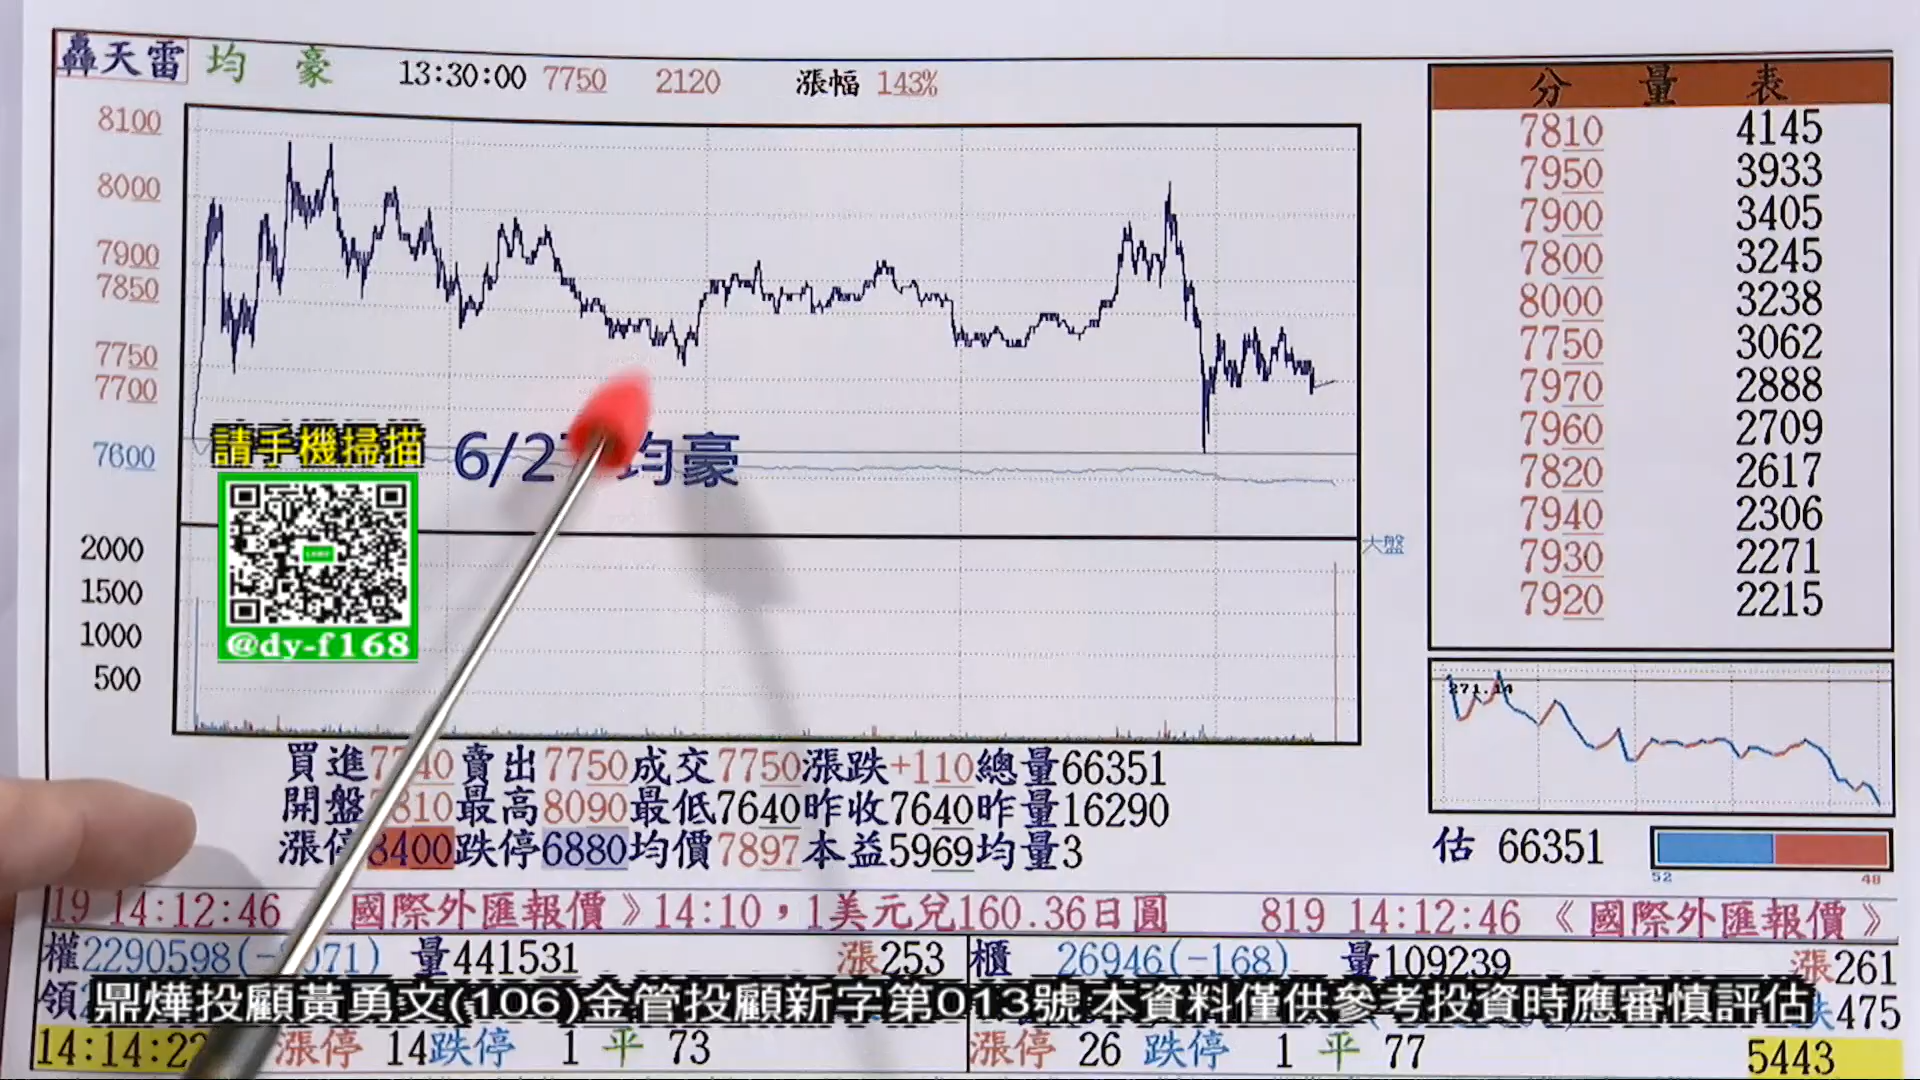 轟天雷 均豪 13:30:00 7750 2120 漲幅 143%
8100
8000
7900
7850
7750
7700
7600
2000
1500
1000
500
請手機掃描
@dy-f168
6/2 均豪
大盤
分量表
7810 4145
7950 3933
7900 3405
7800 3245
8000 3238
7750 3062
7970 2888
7960 2709
7820 2617
7940 2306
7930 2271
7920 2215
271.14
估 66351
52 48
買進7740賣出7750成交7750漲跌+110總量66351
開盤7810最高8090最低7640昨收7640昨量16290
漲停8400跌停6880均價7897本益5969均量3
19 14:12:46 國際外匯報價》14:10，1美元兌160.36日圓 819 14:12:46《國際外匯報價》
權2290598(- 071) 量441531 漲253 櫃 26946(-168) 量109239 漲261
鼎燁投顧黃勇文(106)金管投顧新字第013號本資料僅供參考投資時應審慎評估
領 跌475
14:14:22 漲停 14跌停 1 平 73 漲停 26 跌停 1 平 77 5443